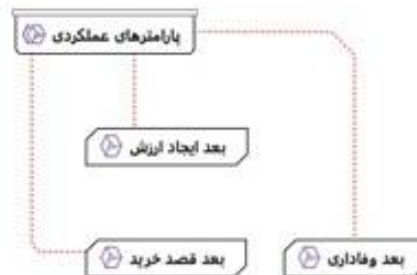 پارامترهای عملکردی
بعد ایجاد ارزش
بعد وفاداری
بعد قصد خرید